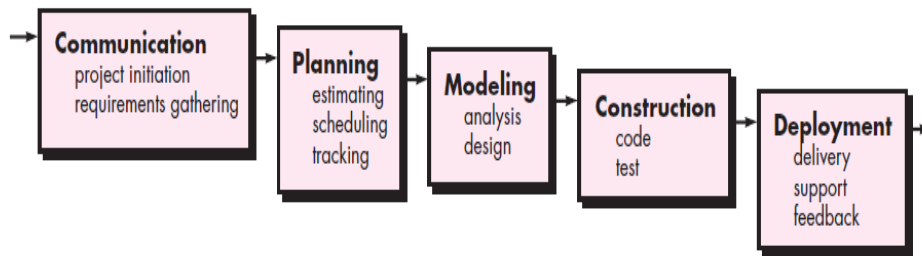 Communication
project initiation
requirements gathering
Planning
estimating
scheduling
tracking
Modeling
analysis
design
Construction
code
test
Deployment
delivery
support
feedback